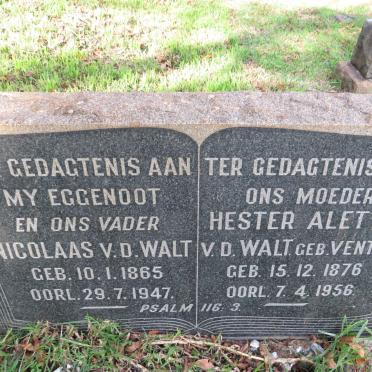 GEDAGTENIS AAN
MY EGGENOOT
EN ONS VADER
NICOLAAS V.D. WALT
GEB. 10.1.1865
OORL. 29.7.1947.
TER GEDAGTENIS
ONS MOEDER
HESTER ALET
V.D. WALT. GEB. VENT
GEB. 15.12.1876
OORL. 7.4.1956.
PSALM 116:3.